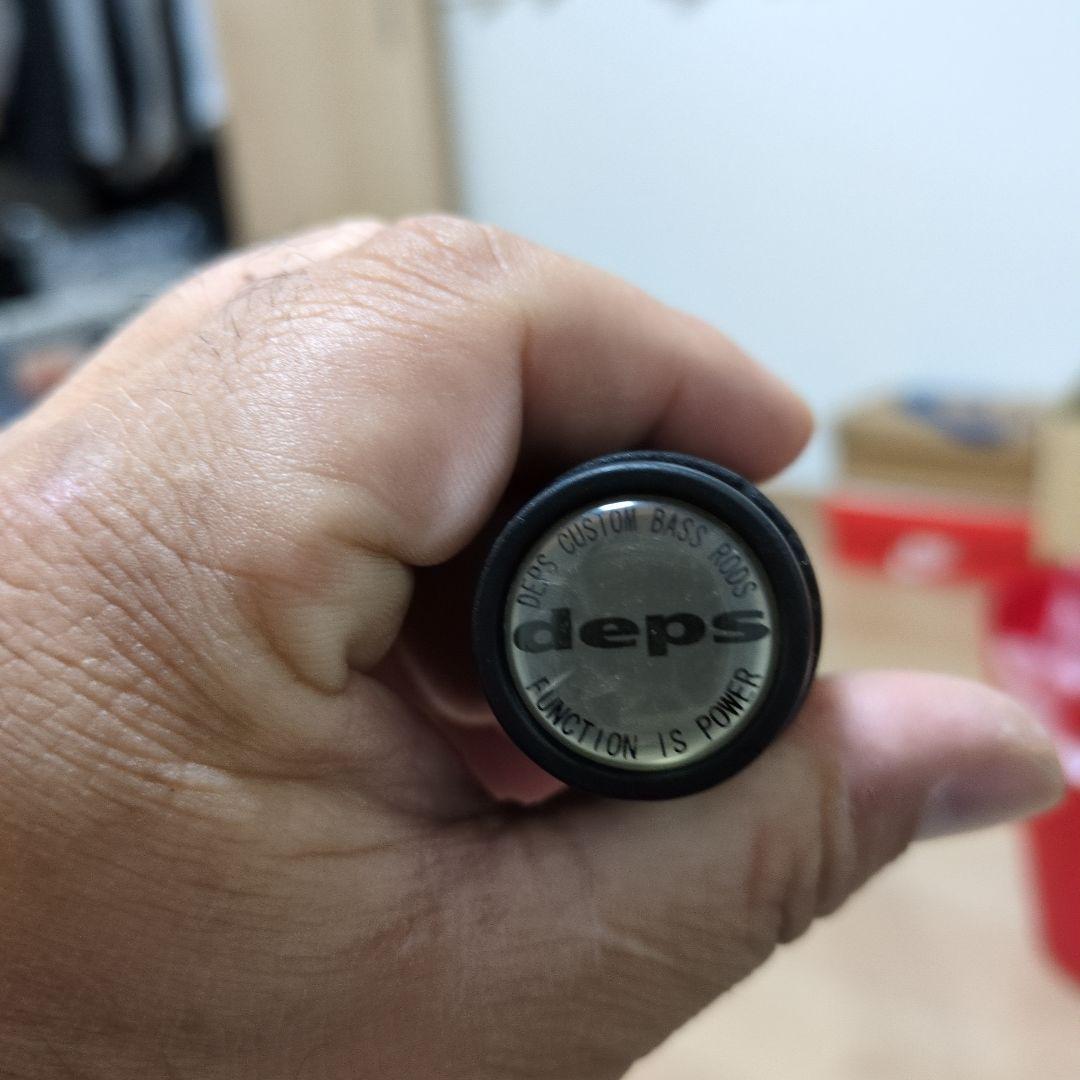 DEPS CUSTOM BASS RODS
deps
FUNCTION IS POWER